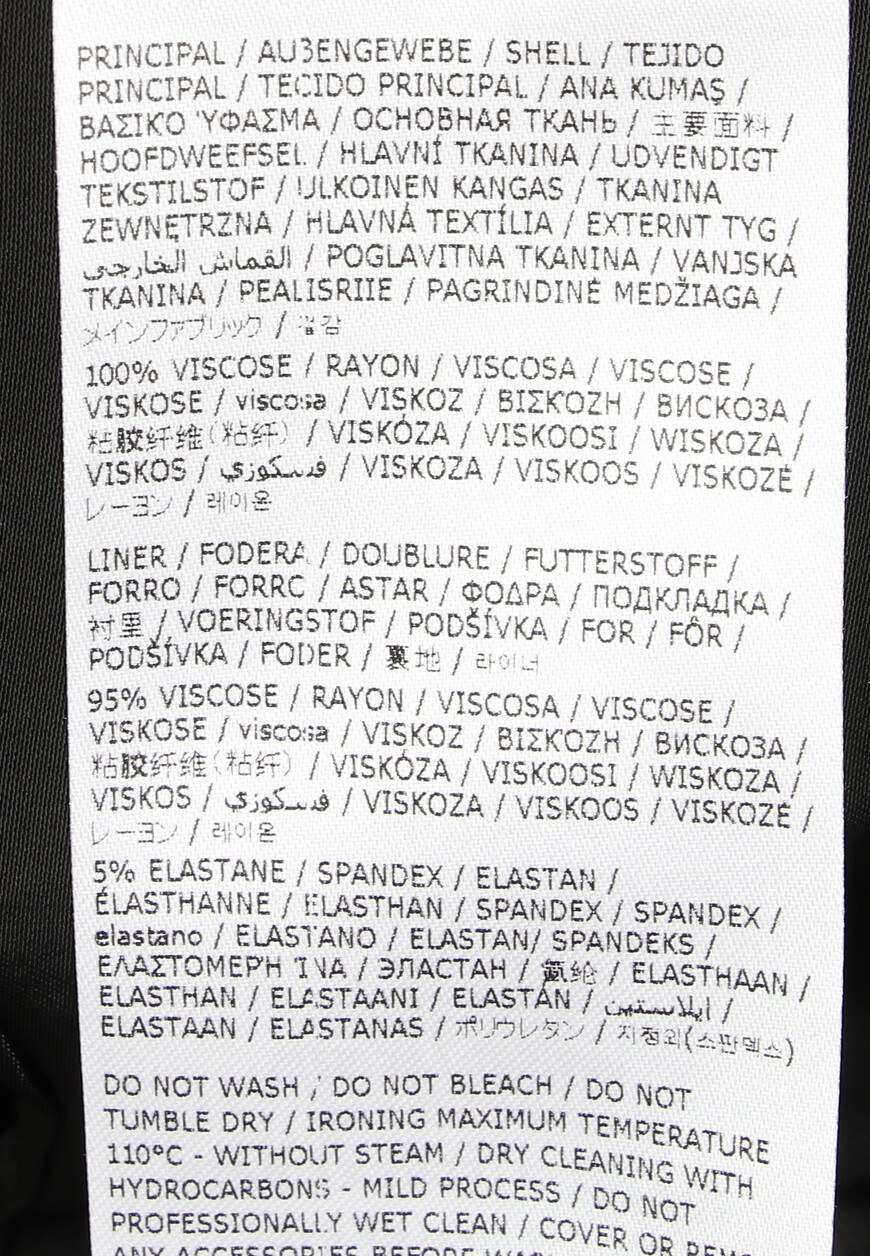 PRINCIPAL / AUßENGEWEBE / SHELL / TEJIDO
PRINCIPAL / TECIDO PRINCIPAL / ANA KUMAŞ /
ΒΑΣΙΚΟ ΎΦΑΣΜΑ / ОСНОВНАЯ ТКАНЬ / 主要面料 /
HOOFDWEEFSEL / HLAVNÍ TKANINA / UDVENDIGT
TEKSTILSTOF / ULKOINEN KANGAS / TKANINA
ZEWNĘTRZNA / HLAVNÁ TEXTÍLIA / EXTERNT TYG /
القماش الخارجي / POGLAVITNA TKANINA / VANJSKA
TKANINA / PEALISRIIE / PAGRINDINĖ MEDŽIAGA /
メインファブリック / 겉감
100% VISCOSE / RAYON / VISCOSA / VISCOSE /
VISKOSE / viscosa / VISKOZ / ΒΙΣΚΟΖΗ / ВИСКОЗА /
粘胶纤维(粘纤) / VISKÓZA / VISKOOSI / WISKOZA /
VISKOS / فسكوزي / VISKOZA / VISKOOS / VISKOZĖ /
レーヨン / 레이온
LINER / FODERA / DOUBLURE / FUTTERSTOFF /
FORRO / FORRO / ASTAR / ΦΟΔΡΑ / ПОДКЛАДКА /
衬里 / VOERINGSTOF / PODŠÍVKA / FOR / FÔR /
PODŠÍVKA / FODER / 裏地 / 라이너
95% VISCOSE / RAYON / VISCOSA / VISCOSE /
VISKOSE / viscosa / VISKOZ / ΒΙΣΚΟΖΗ / ВИСКОЗА /
粘胶纤维(粘纤) / VISKÓZA / VISKOOSI / WISKOZA /
VISKOS / فسكوزي / VISKOZA / VISKOOS / VISKOZĖ /
レーヨン / 레이온
5% ELASTANE / SPANDEX / ELASTAN /
ÉLASTHANNE / ELASTHAN / SPANDEX / SPANDEX /
elastano / ELASTANO / ELASTAN/ SPANDEKS /
ΕΛΑΣΤΟΜΕΡΉ ΊΝΑ / ЭЛАСТАН / 氨纶 / ELASTHAAN /
ELASTHAN / ELASTAANI / ELASTÁN / ايلاستين /
ELASTAAN / ELASTANAS / ポリウレタン / 지정외(스판덱스)
DO NOT WASH / DO NOT BLEACH / DO NOT
TUMBLE DRY / IRONING MAXIMUM TEMPERATURE
110°C - WITHOUT STEAM / DRY CLEANING WITH
HYDROCARBONS - MILD PROCESS / DO NOT
PROFESSIONALLY WET CLEAN / COVER OR
ANY ACCESSORIES BEFORE